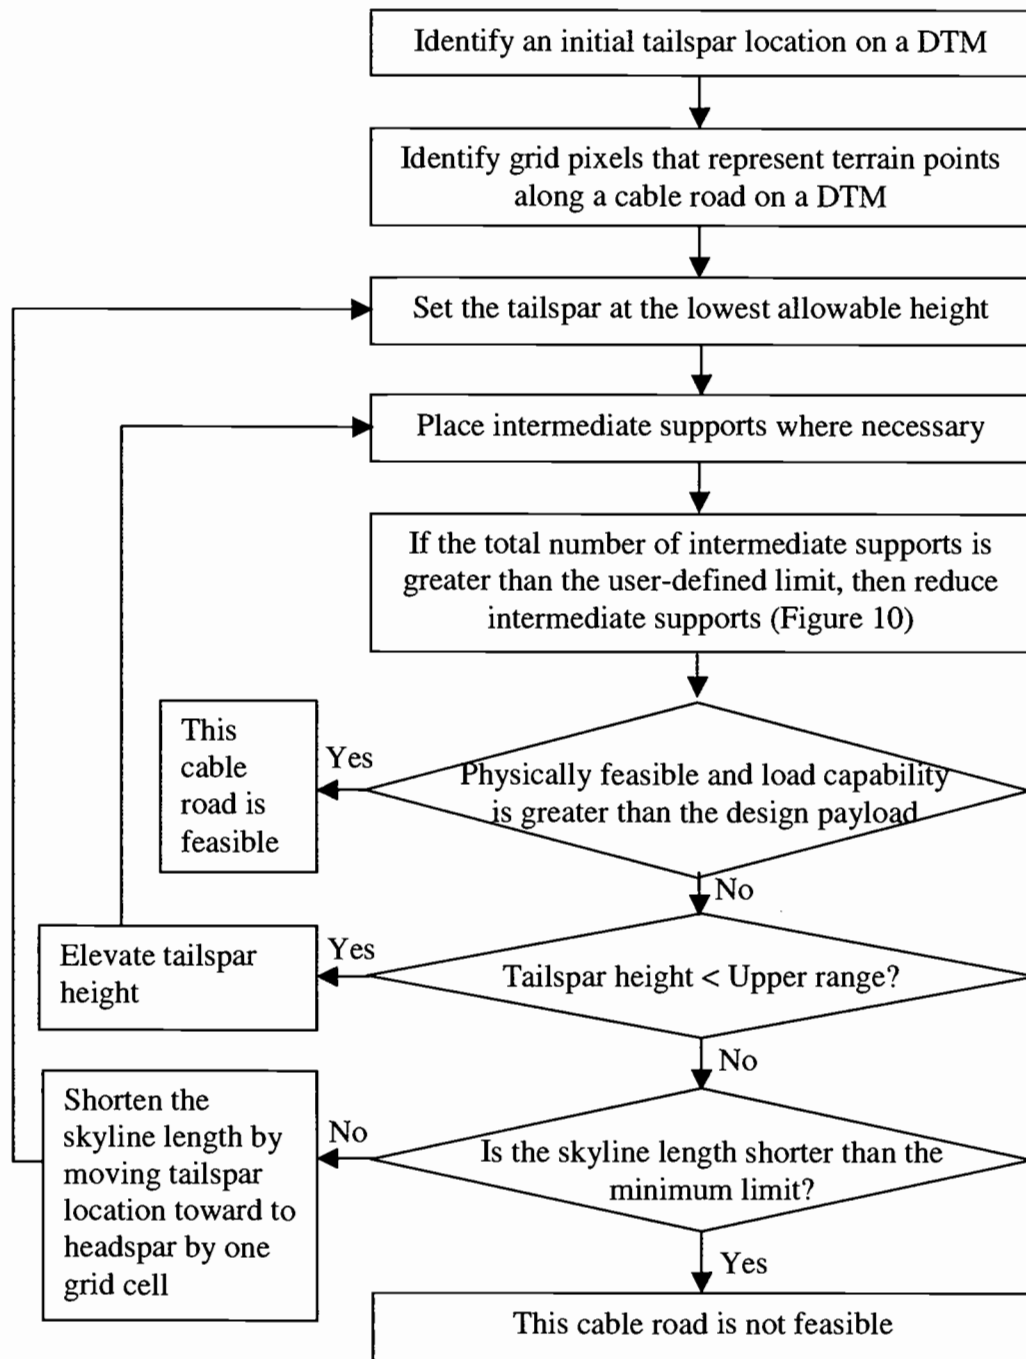 Identify an initial tailspar location on a DTM
Identify grid pixels that represent terrain points
along a cable road on a DTM
Set the tailspar at the lowest allowable height
Place intermediate supports where necessary
If the total number of intermediate supports is
greater than the user-defined limit, then reduce
intermediate supports (Figure 10)
This
cable
road is
feasible
Yes
Physically feasible and load capability
is greater than the design payload
No
Elevate tailspar
height
Yes
Tailspar height < Upper range?
No
Shorten the
skyline length by
moving tailspar
location toward to
headspar by one
grid cell
No
Is the skyline length shorter than the
minimum limit?
Yes
This cable road is not feasible